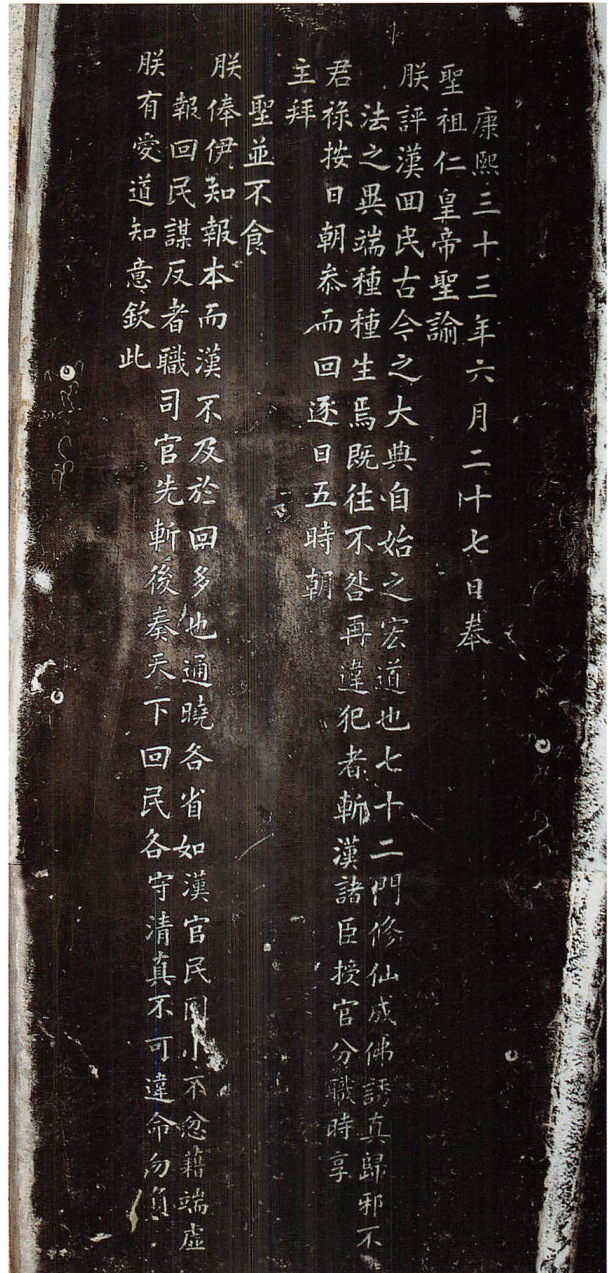 康熙三十三年六月二十七日奉
聖祖仁皇帝聖諭
朕評漢回民古今之大典自始之宏道也七十二門修仙成佛誘真歸邪不
法之異端種種生焉既往不咎再違犯者斬漢諸臣授官分職時享
君祿按日朝叅而回逐日五時朝
主拜
聖並不食
朕俸伊知報本而漢不及於回多也通曉各省如漢官民因小不忿藉端虛
報回民謀反者職司官先斬後奏天下回民各守清真不可違命勿負
朕有愛道知意欽此